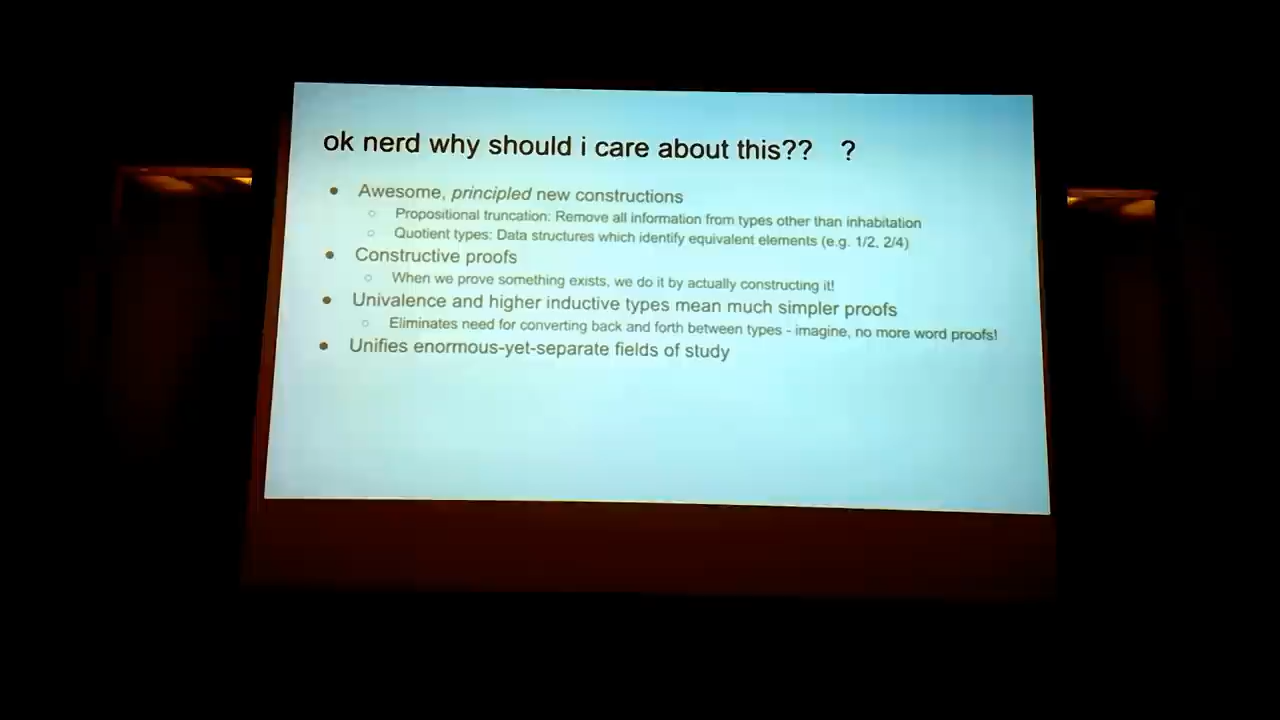 ok nerd why should i care about this?? ?
● Awesome, principled new constructions
○ Propositional truncation: Remove all information from types other than inhabitation
○ Quotient types: Data structures which identify equivalent elements (e.g. 1/2, 2/4)
● Constructive proofs
○ When we prove something exists, we do it by actually constructing it!
● Univalence and higher inductive types mean much simpler proofs
○ Eliminates need for converting back and forth between types - imagine, no more word proofs!
● Unifies enormous-yet-separate fields of study